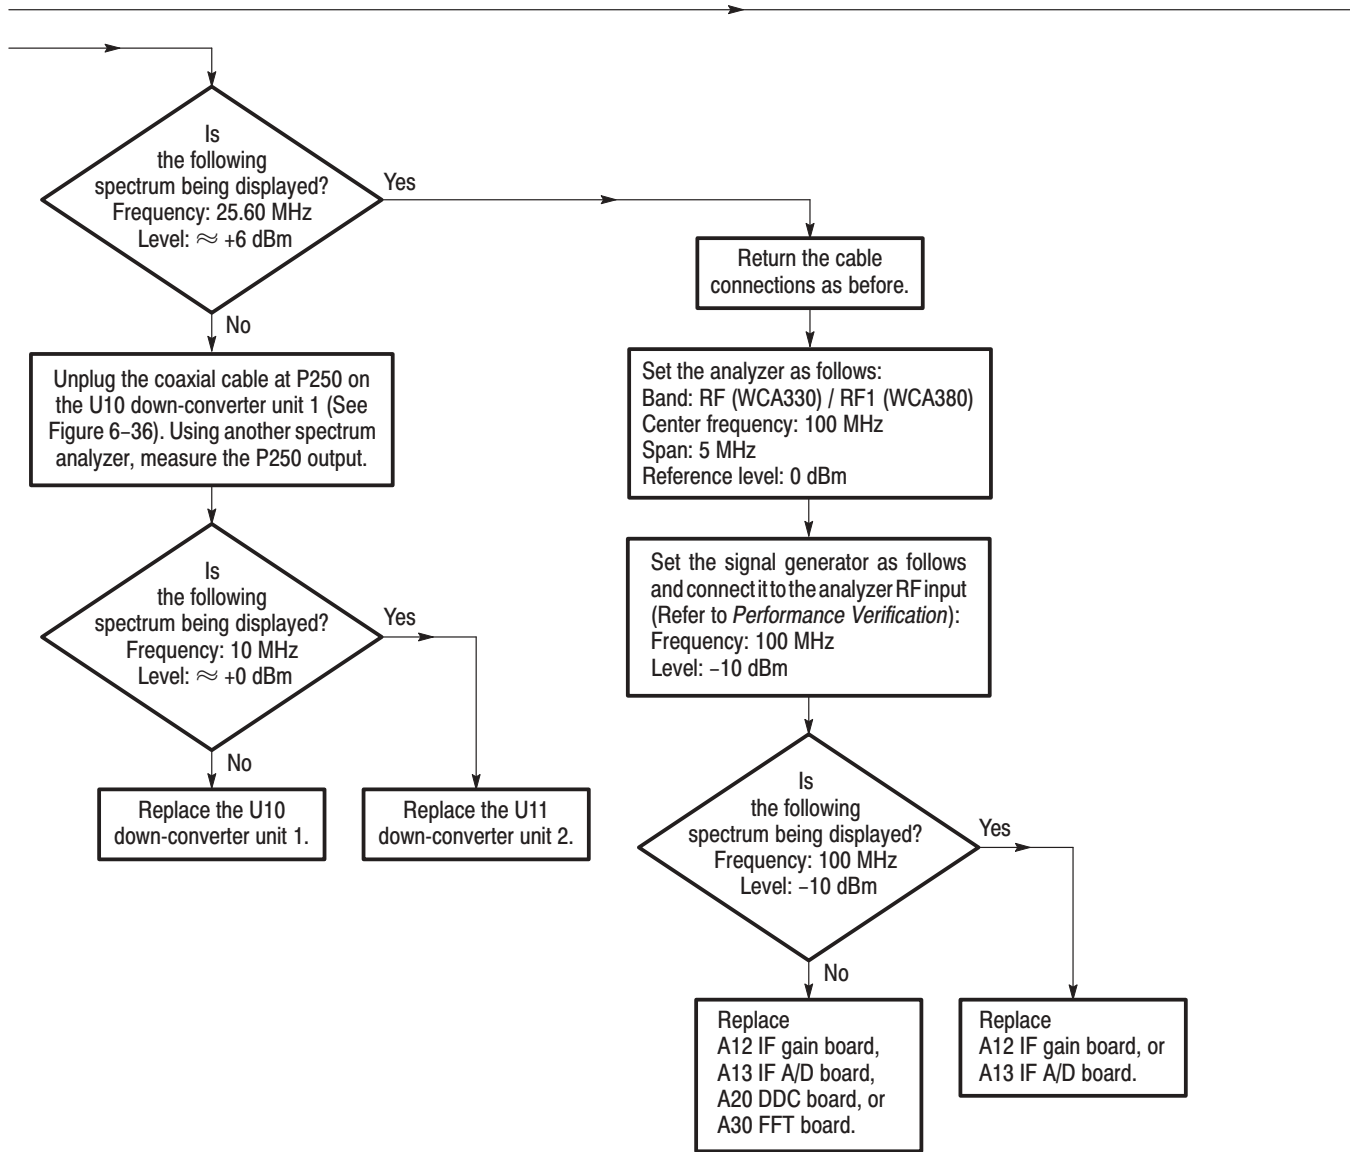 Is
the following
spectrum being displayed?
Frequency: 25.60 MHz
Level: ≈ +6 dBm
Yes
No
Return the cable
connections as before.
Unplug the coaxial cable at P250 on
the U10 down-converter unit 1 (See
Figure 6–36). Using another spectrum
analyzer, measure the P250 output.
Set the analyzer as follows:
Band: RF (WCA330) / RF1 (WCA380)
Center frequency: 100 MHz
Span: 5 MHz
Reference level: 0 dBm
Is
the following
spectrum being displayed?
Frequency: 10 MHz
Level: ≈ +0 dBm
Yes
No
Set the signal generator as follows
and connect it to the analyzer RF input
(Refer to Performance Verification):
Frequency: 100 MHz
Level: –10 dBm
Replace the U10
down-converter unit 1.
Replace the U11
down-converter unit 2.
Is
the following
spectrum being displayed?
Frequency: 100 MHz
Level: –10 dBm
Yes
No
Replace
A12 IF gain board,
A13 IF A/D board,
A20 DDC board, or
A30 FFT board.
Replace
A12 IF gain board, or
A13 IF A/D board.